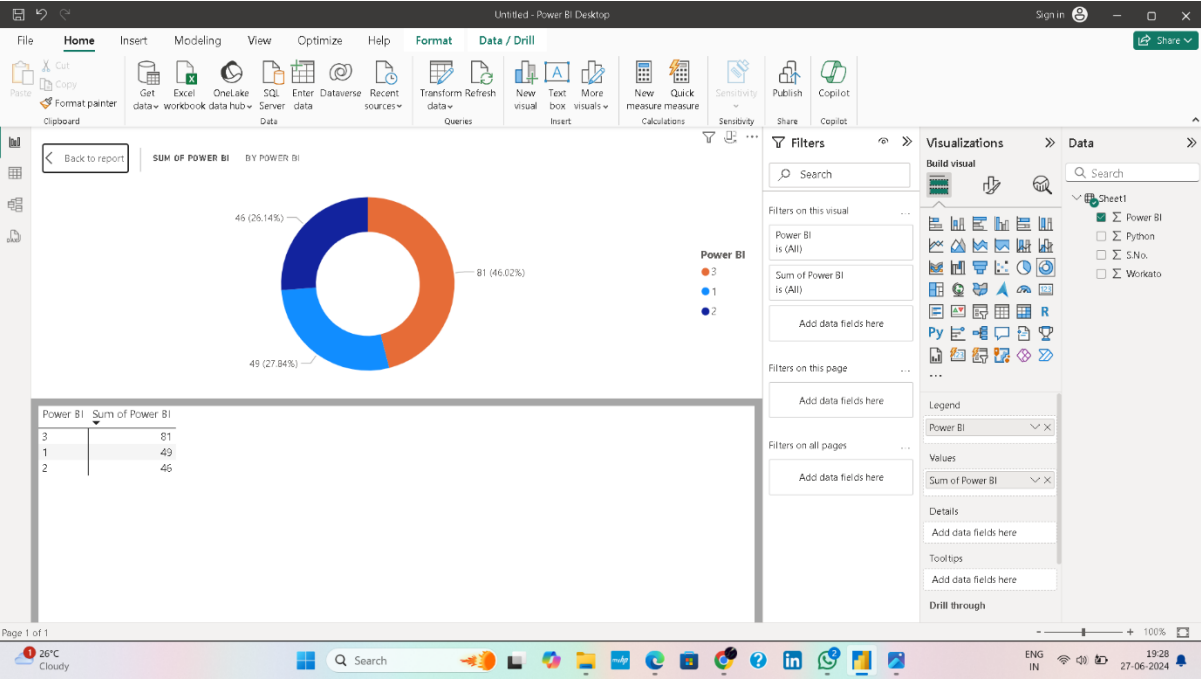 Untitled - Power BI Desktop
Sign in
File Home Insert Modeling View Optimize Help Format Data / Drill
Share
Paste
Cut
Copy
Format painter
Get data
Excel workbook
OneLake data hub
SQL Server
Enter data
Dataverse
Recent sources
Transform data
Refresh
New visual
Text box
More visuals
New measure
Quick measure
Sensitivity
Publish
Copilot
Clipboard Data Queries Insert Calculations Sensitivity Share Copilot
Back to report
SUM OF POWER BI BY POWER BI
46 (26.14%)
81 (46.02%)
49 (27.84%)
Power BI
3
1
2
Power BI Sum of Power BI
3 81
1 49
2 46
Filters
Search
Filters on this visual ...
Power BI
is (All)
Sum of Power BI
is (All)
Add data fields here
Filters on this page ...
Add data fields here
Filters on all pages ...
Add data fields here
Visualizations
Build visual
R
Py
...
Legend
Power BI
Values
Sum of Power BI
Details
Add data fields here
Tooltips
Add data fields here
Drill through
Data
Search
Sheet1
Σ Power BI
Σ Python
Σ S.No.
Σ Workato
Page 1 of 1
- + 100%
1
26°C
Cloudy
Search
2
ENG
IN
19:28
27-06-2024